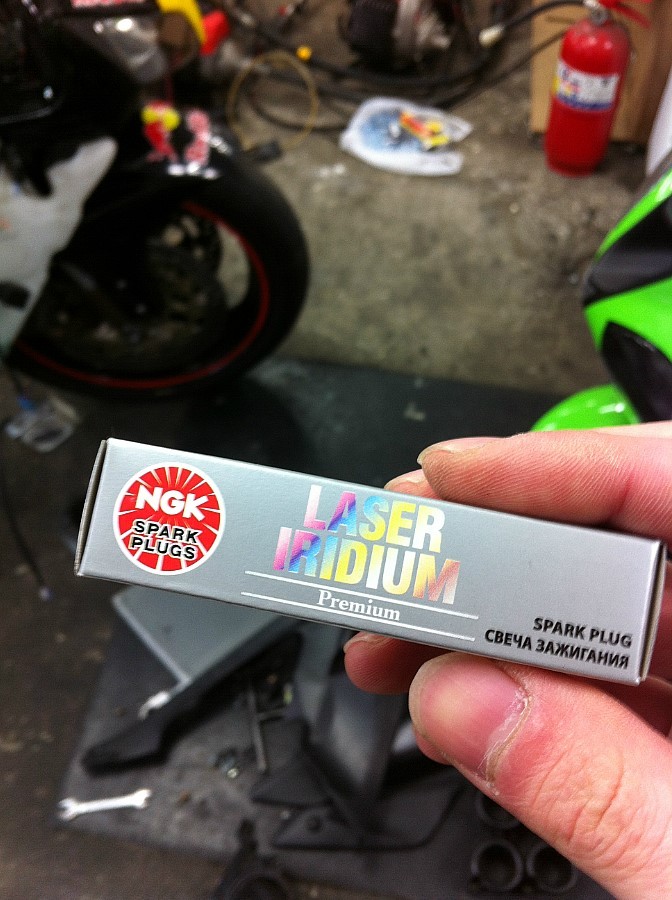 NGK
SPARK
PLUGS
LASER
IRIDIUM
Premium
SPARK PLUG
СВЕЧА ЗАЖИГАНИЯ